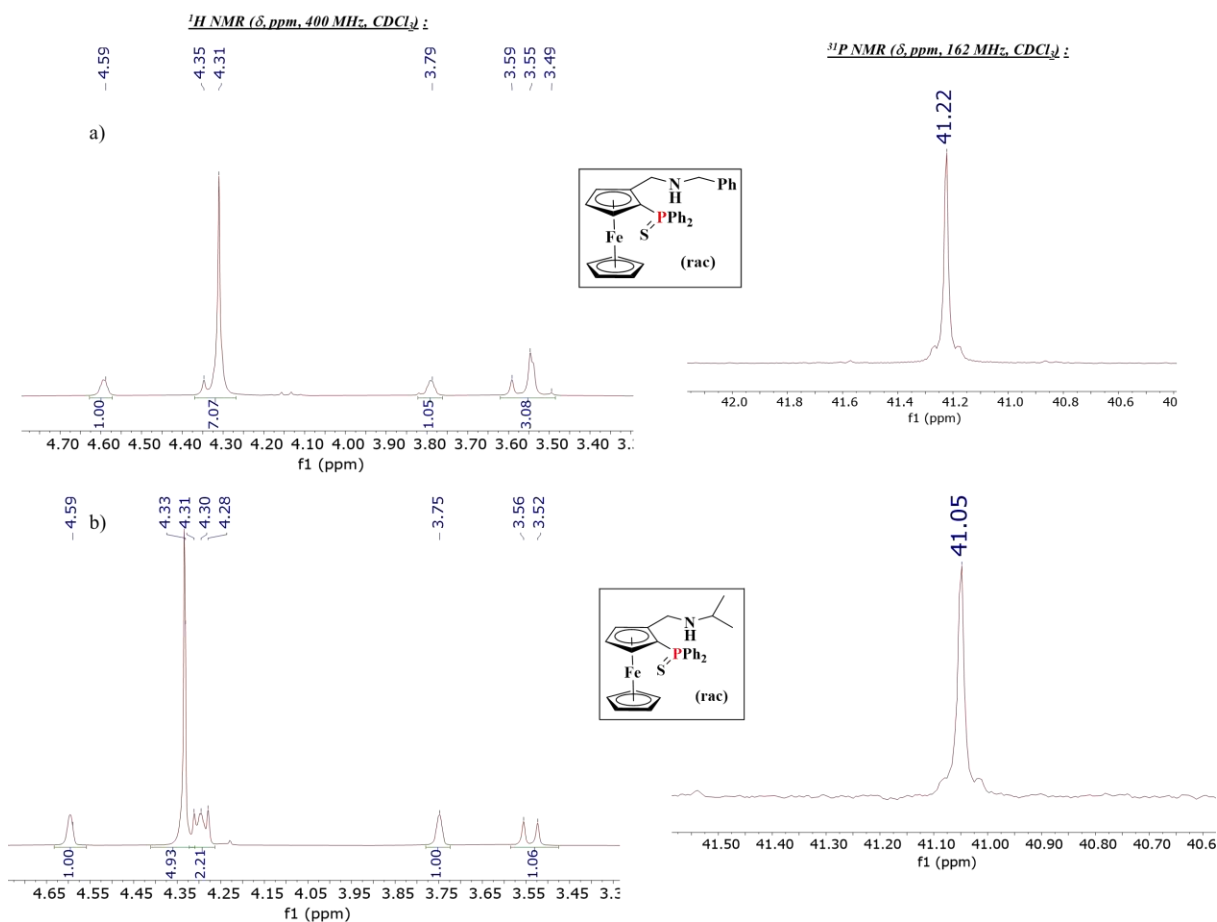 ¹H NMR (δ, ppm, 400 MHz, CDCl₃) :
³¹P NMR (δ, ppm, 162 MHz, CDCl₃) :
4.59 4.35 4.31 3.79 3.59 3.55 3.49
a)
41.22
N H Ph
PPh₂
S
Fe
(rac)
1.00 7.07 1.05 3.08
4.70 4.60 4.50 4.40 4.30 4.20 4.10 4.00 3.90 3.80 3.70 3.60 3.50 3.40
f1 (ppm)
42.0 41.8 41.6 41.4 41.2 41.0 40.8 40.6 40.4 40
f1 (ppm)
4.59 4.33 4.31 4.30 4.28 3.75 3.56 3.52
b)
41.05
N H
PPh₂
S
Fe
(rac)
1.00 4.93 2.21 1.00 1.06
4.65 4.55 4.45 4.35 4.25 4.15 4.05 3.95 3.85 3.75 3.65 3.55 3.45
f1 (ppm)
41.50 41.30 41.20 41.10 41.00 40.90 40.80 40.70
f1 (ppm)